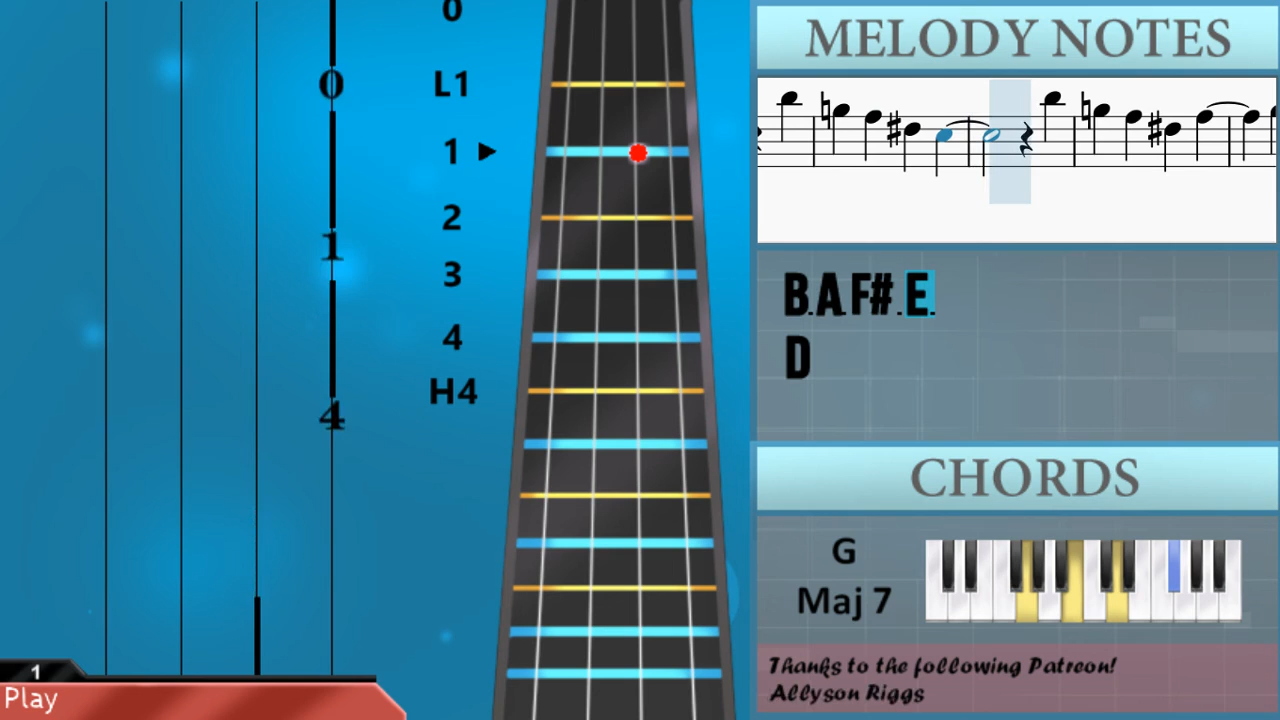 0
0
L1
1
1
2
3
4
4
H4
1
Play
MELODY NOTES
B.A.F#.E.
D
CHORDS
G
Maj 7
Thanks to the following Patreon!
Allyson Riggs